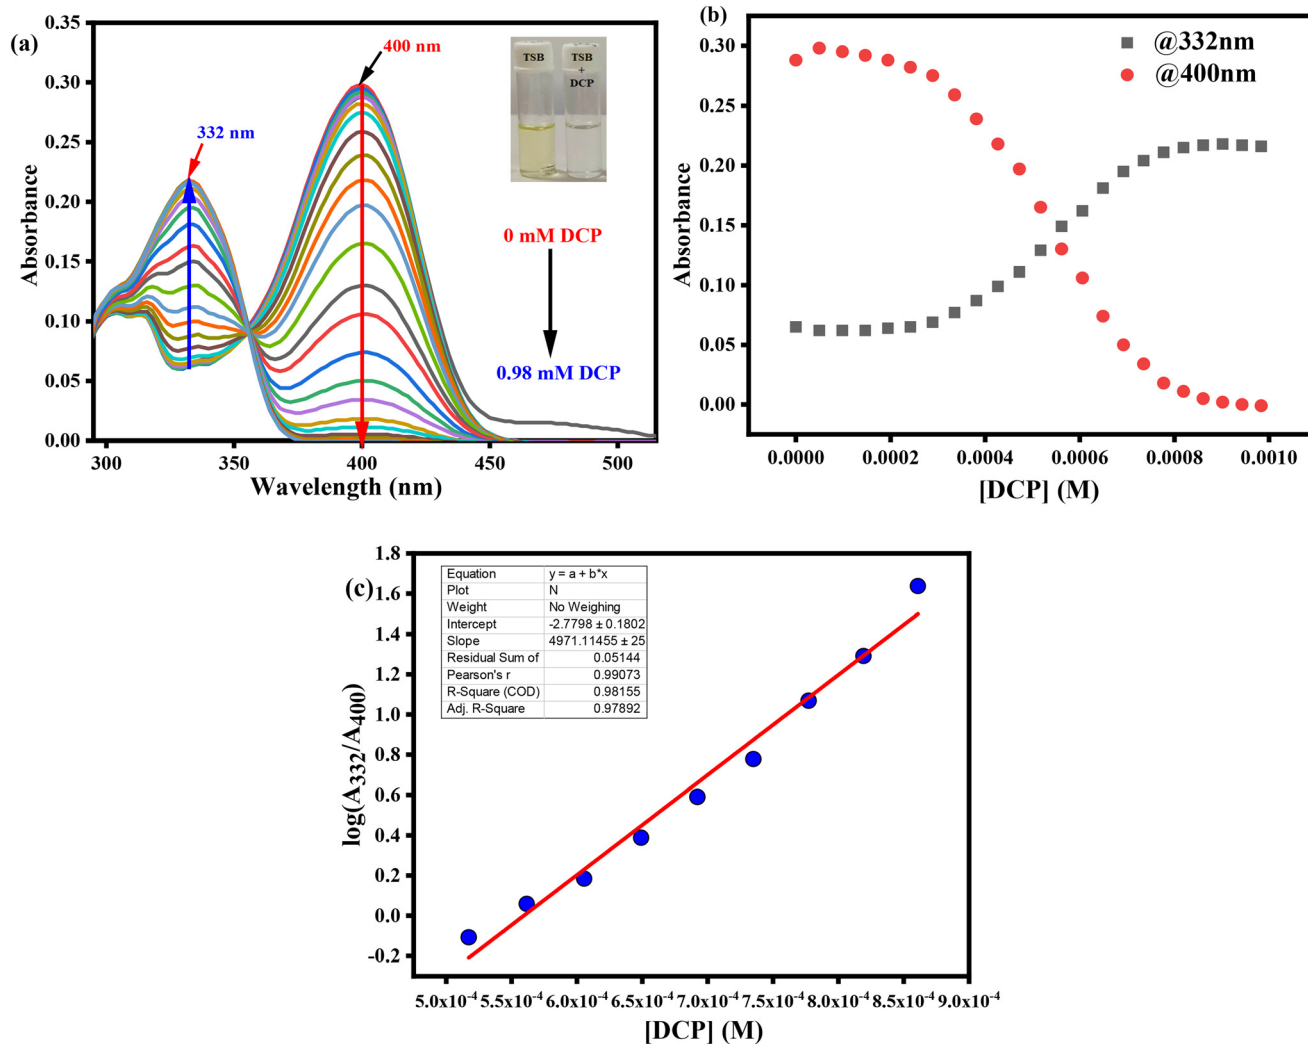 (a)
0.35
0.30
0.25
0.20
0.15
0.10
0.05
0.00
Absorbance
300
350
400
450
500
Wavelength (nm)
332 nm
400 nm
TSB
TSB
+
DCP
0 mM DCP
0.98 mM DCP
(b)
@332nm
@400nm
0.30
0.25
0.20
0.15
0.10
0.05
0.00
Absorbance
0.0000
0.0002
0.0004
0.0006
0.0008
0.0010
[DCP] (M)
(c)
1.8
1.6
1.4
1.2
1.0
0.8
0.6
0.4
0.2
0.0
-0.2
log(A332/A400)
Equation y = a + b*x
Plot N
Weight No Weighing
Intercept -2.7798 ± 0.1802
Slope 4971.11455 ± 25
Residual Sum of 0.05144
Pearson's r 0.99073
R-Square (COD) 0.98155
Adj. R-Square 0.97892
5.0x10-4
5.5x10-4
6.0x10-4
6.5x10-4
7.0x10-4
7.5x10-4
8.0x10-4
8.5x10-4
9.0x10-4
[DCP] (M)